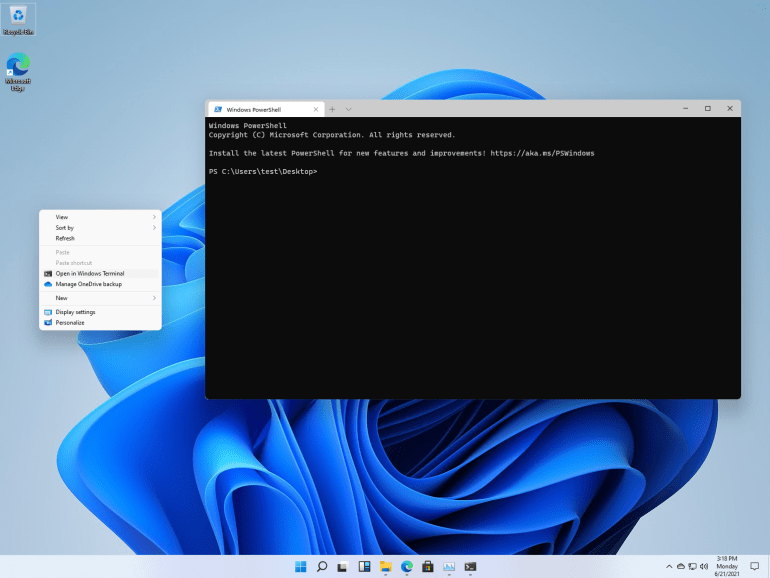 Recycle Bin
Microsoft
Edge
Windows PowerShell
Windows PowerShell
Copyright (C) Microsoft Corporation. All rights reserved.
Install the latest PowerShell for new features and improvements! https://aka.ms/PSWindows
PS C:\Users\test\Desktop>
View
Sort by
Refresh
Paste
Paste shortcut
Open in Windows Terminal
Manage OneDrive backup
New
Display settings
Personalize
3:18 PM
Monday
6/21/2021